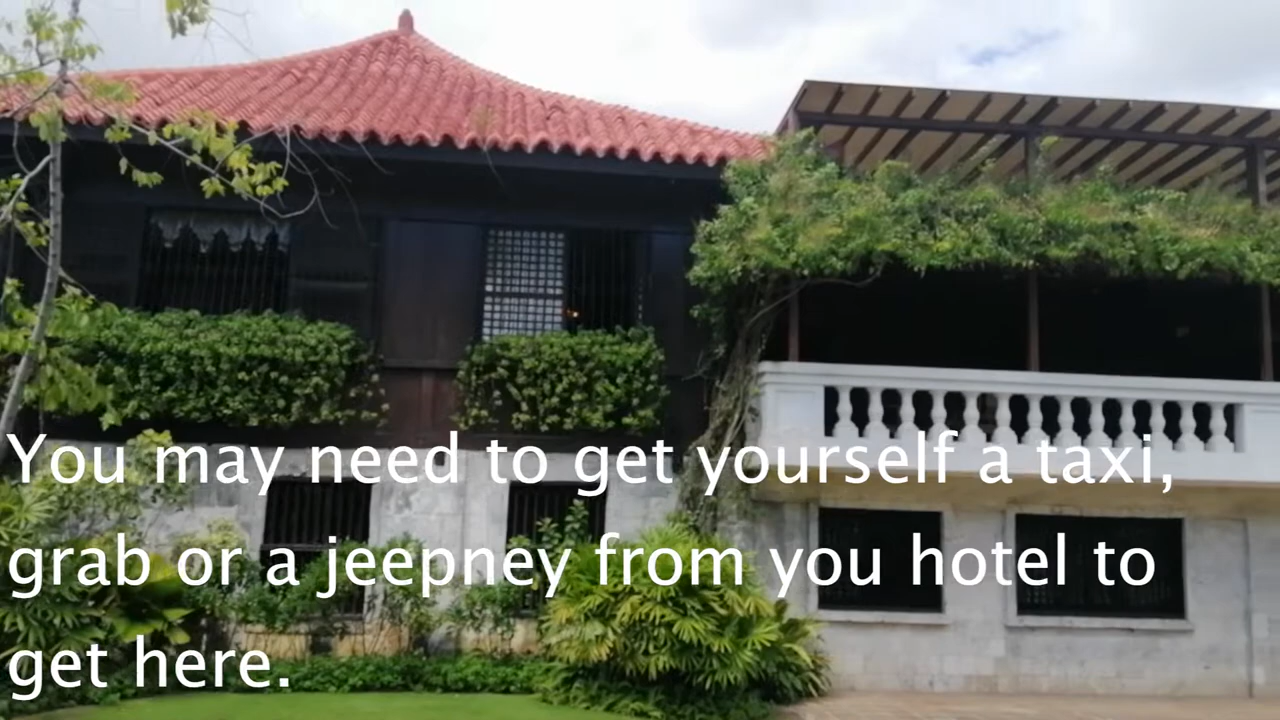 You may need to get yourself a taxi,
grab or a jeepney from you hotel to
get here.